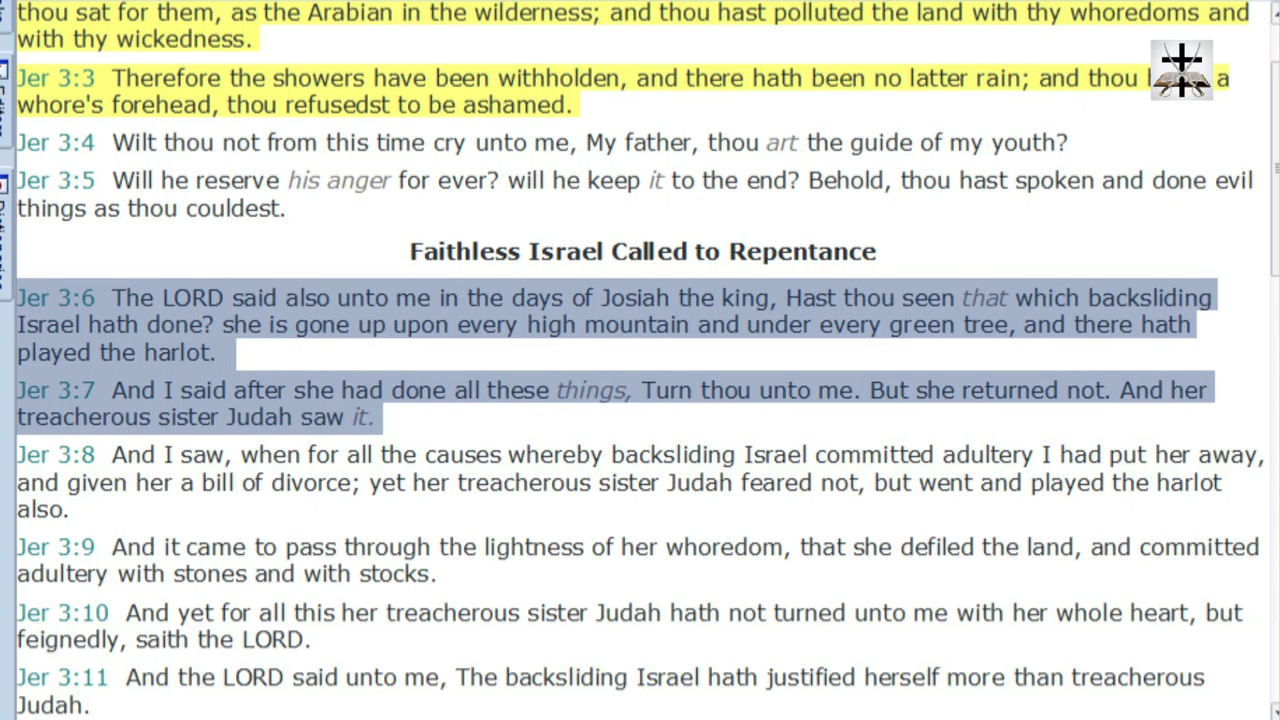 thou sat for them, as the Arabian in the wilderness; and thou hast polluted the land with thy whoredoms and
with thy wickedness.
Jer 3:3 Therefore the showers have been withholden, and there hath been no latter rain; and thou a
whore's forehead, thou refusedst to be ashamed.
Jer 3:4 Wilt thou not from this time cry unto me, My father, thou art the guide of my youth?
Jer 3:5 Will he reserve his anger for ever? will he keep it to the end? Behold, thou hast spoken and done evil
things as thou couldest.
Faithless Israel Called to Repentance
Jer 3:6 The LORD said also unto me in the days of Josiah the king, Hast thou seen that which backsliding
Israel hath done? she is gone up upon every high mountain and under every green tree, and there hath
played the harlot.
Jer 3:7 And I said after she had done all these things, Turn thou unto me. But she returned not. And her
treacherous sister Judah saw it.
Jer 3:8 And I saw, when for all the causes whereby backsliding Israel committed adultery I had put her away,
and given her a bill of divorce; yet her treacherous sister Judah feared not, but went and played the harlot
also.
Jer 3:9 And it came to pass through the lightness of her whoredom, that she defiled the land, and committed
adultery with stones and with stocks.
Jer 3:10 And yet for all this her treacherous sister Judah hath not turned unto me with her whole heart, but
feignedly, saith the LORD.
Jer 3:11 And the LORD said unto me, The backsliding Israel hath justified herself more than treacherous
Judah.